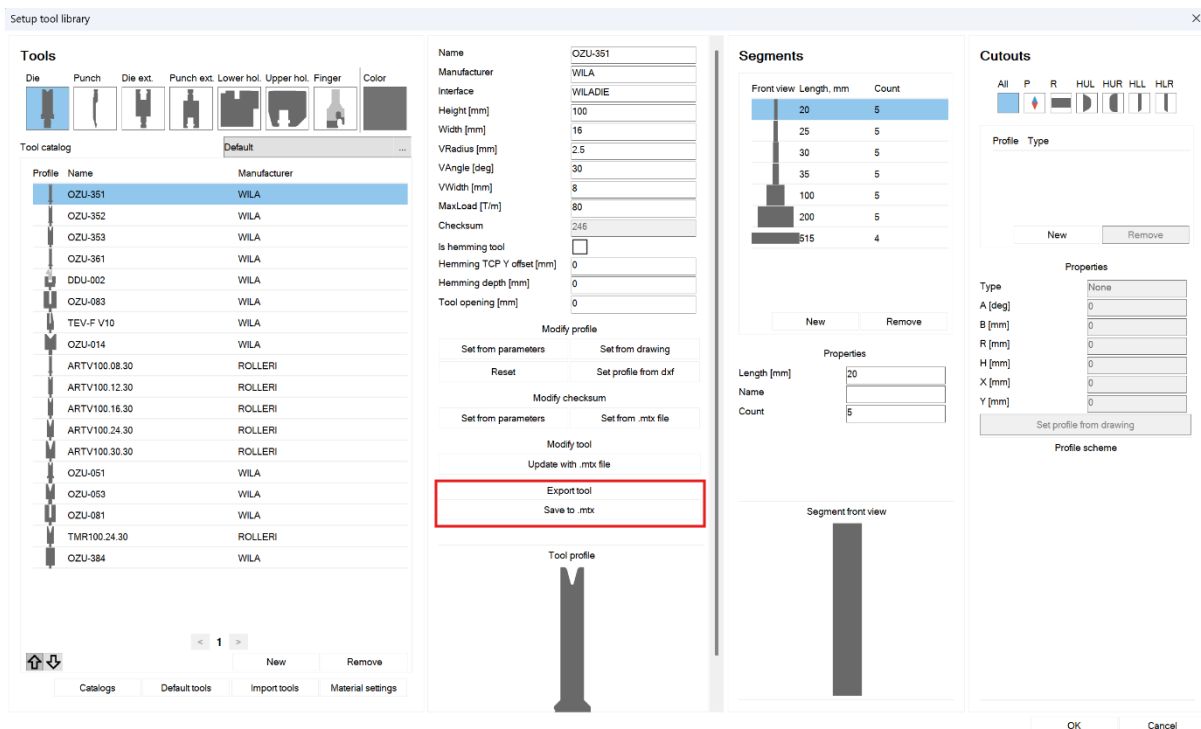 Setup tool library
Tools
Die Punch Die ext. Punch ext. Lower hol. Upper hol. Finger Color
Tool catalog Default ...
Profile Name Manufacturer
OZU-351 WILA
OZU-352 WILA
OZU-353 WILA
OZU-361 WILA
DDU-002 WILA
OZU-083 WILA
TEV-F V10 WILA
OZU-014 WILA
ARTV100.08.30 ROLLERI
ARTV100.12.30 ROLLERI
ARTV100.16.30 ROLLERI
ARTV100.24.30 ROLLERI
ARTV100.30.30 ROLLERI
OZU-051 WILA
OZU-053 WILA
OZU-081 WILA
TMR100.24.30 ROLLERI
OZU-384 WILA
< 1 >
New Remove
Catalogs Default tools Import tools Material settings
Name OZU-351
Manufacturer WILA
Interface WILADIE
Height [mm] 100
Width [mm] 16
VRadius [mm] 2.5
VAngle [deg] 30
VWidth [mm] 8
MaxLoad [T/m] 80
Checksum 246
Is hemming tool
Hemming TCP Y offset [mm] 0
Hemming depth [mm] 0
Tool opening [mm] 0
Modify profile
Set from parameters Set from drawing
Reset Set profile from dxf
Modify checksum
Set from parameters Set from .mtx file
Modify tool
Update with .mtx file
Export tool
Save to .mtx
Tool profile
Segments
Front view Length, mm Count
20 5
25 5
30 5
35 5
100 5
200 5
515 4
New Remove
Properties
Length [mm] 20
Name
Count 5
Segment front view
Cutouts
All P R HUL HUR HLL HLR
Profile Type
New Remove
Properties
Type None
A [deg] 0
B [mm] 0
R [mm] 0
H [mm] 0
X [mm] 0
Y [mm] 0
Set profile from drawing
Profile scheme
OK Cancel